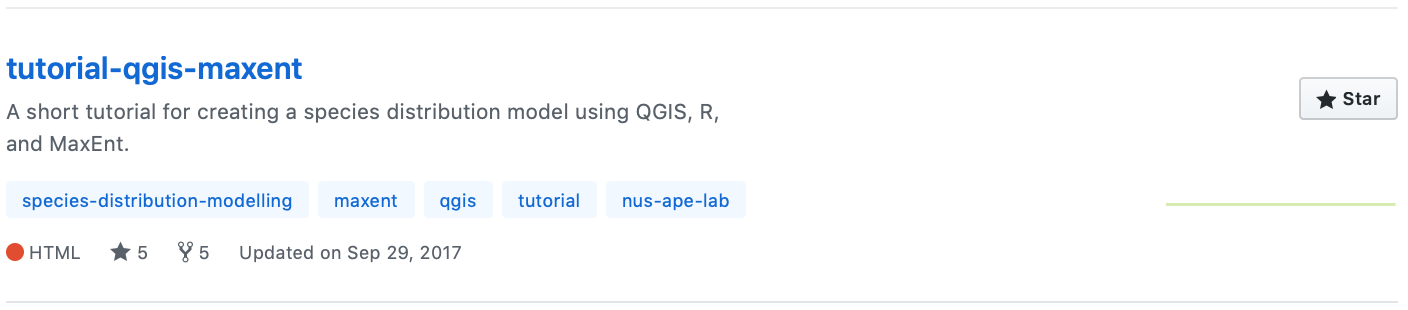 tutorial-qgis-maxent
Star
A short tutorial for creating a species distribution model using QGIS, R,
and MaxEnt.
species-distribution-modelling maxent qgis tutorial nus-ape-lab
HTML 5 5 Updated on Sep 29, 2017